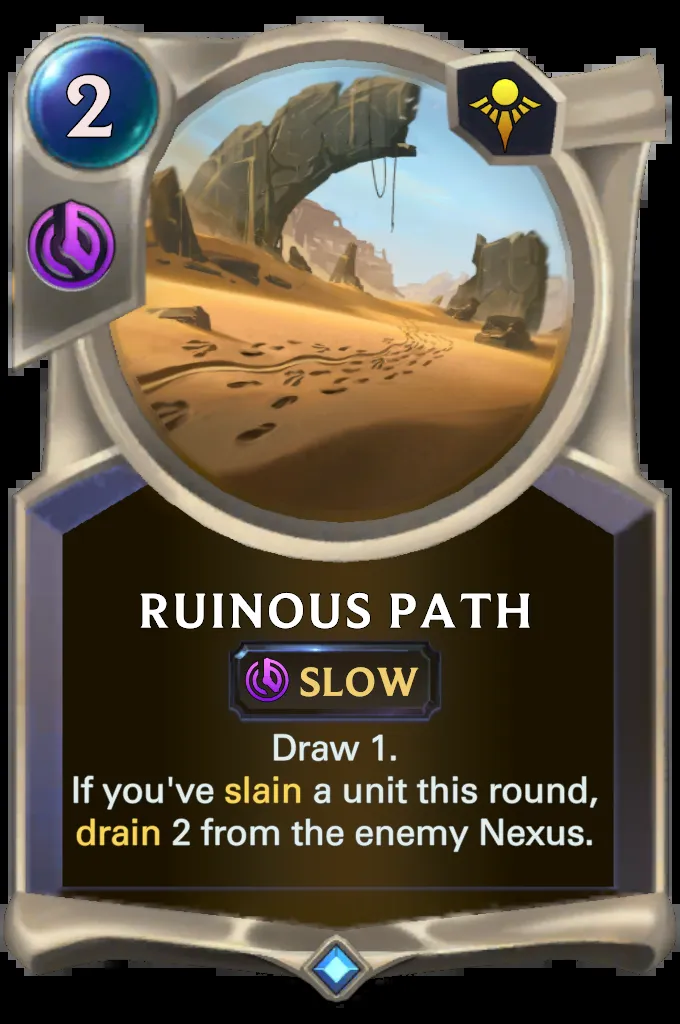 2
RUINOUS PATH
SLOW
Draw 1.
If you've slain a unit this round,
drain 2 from the enemy Nexus.